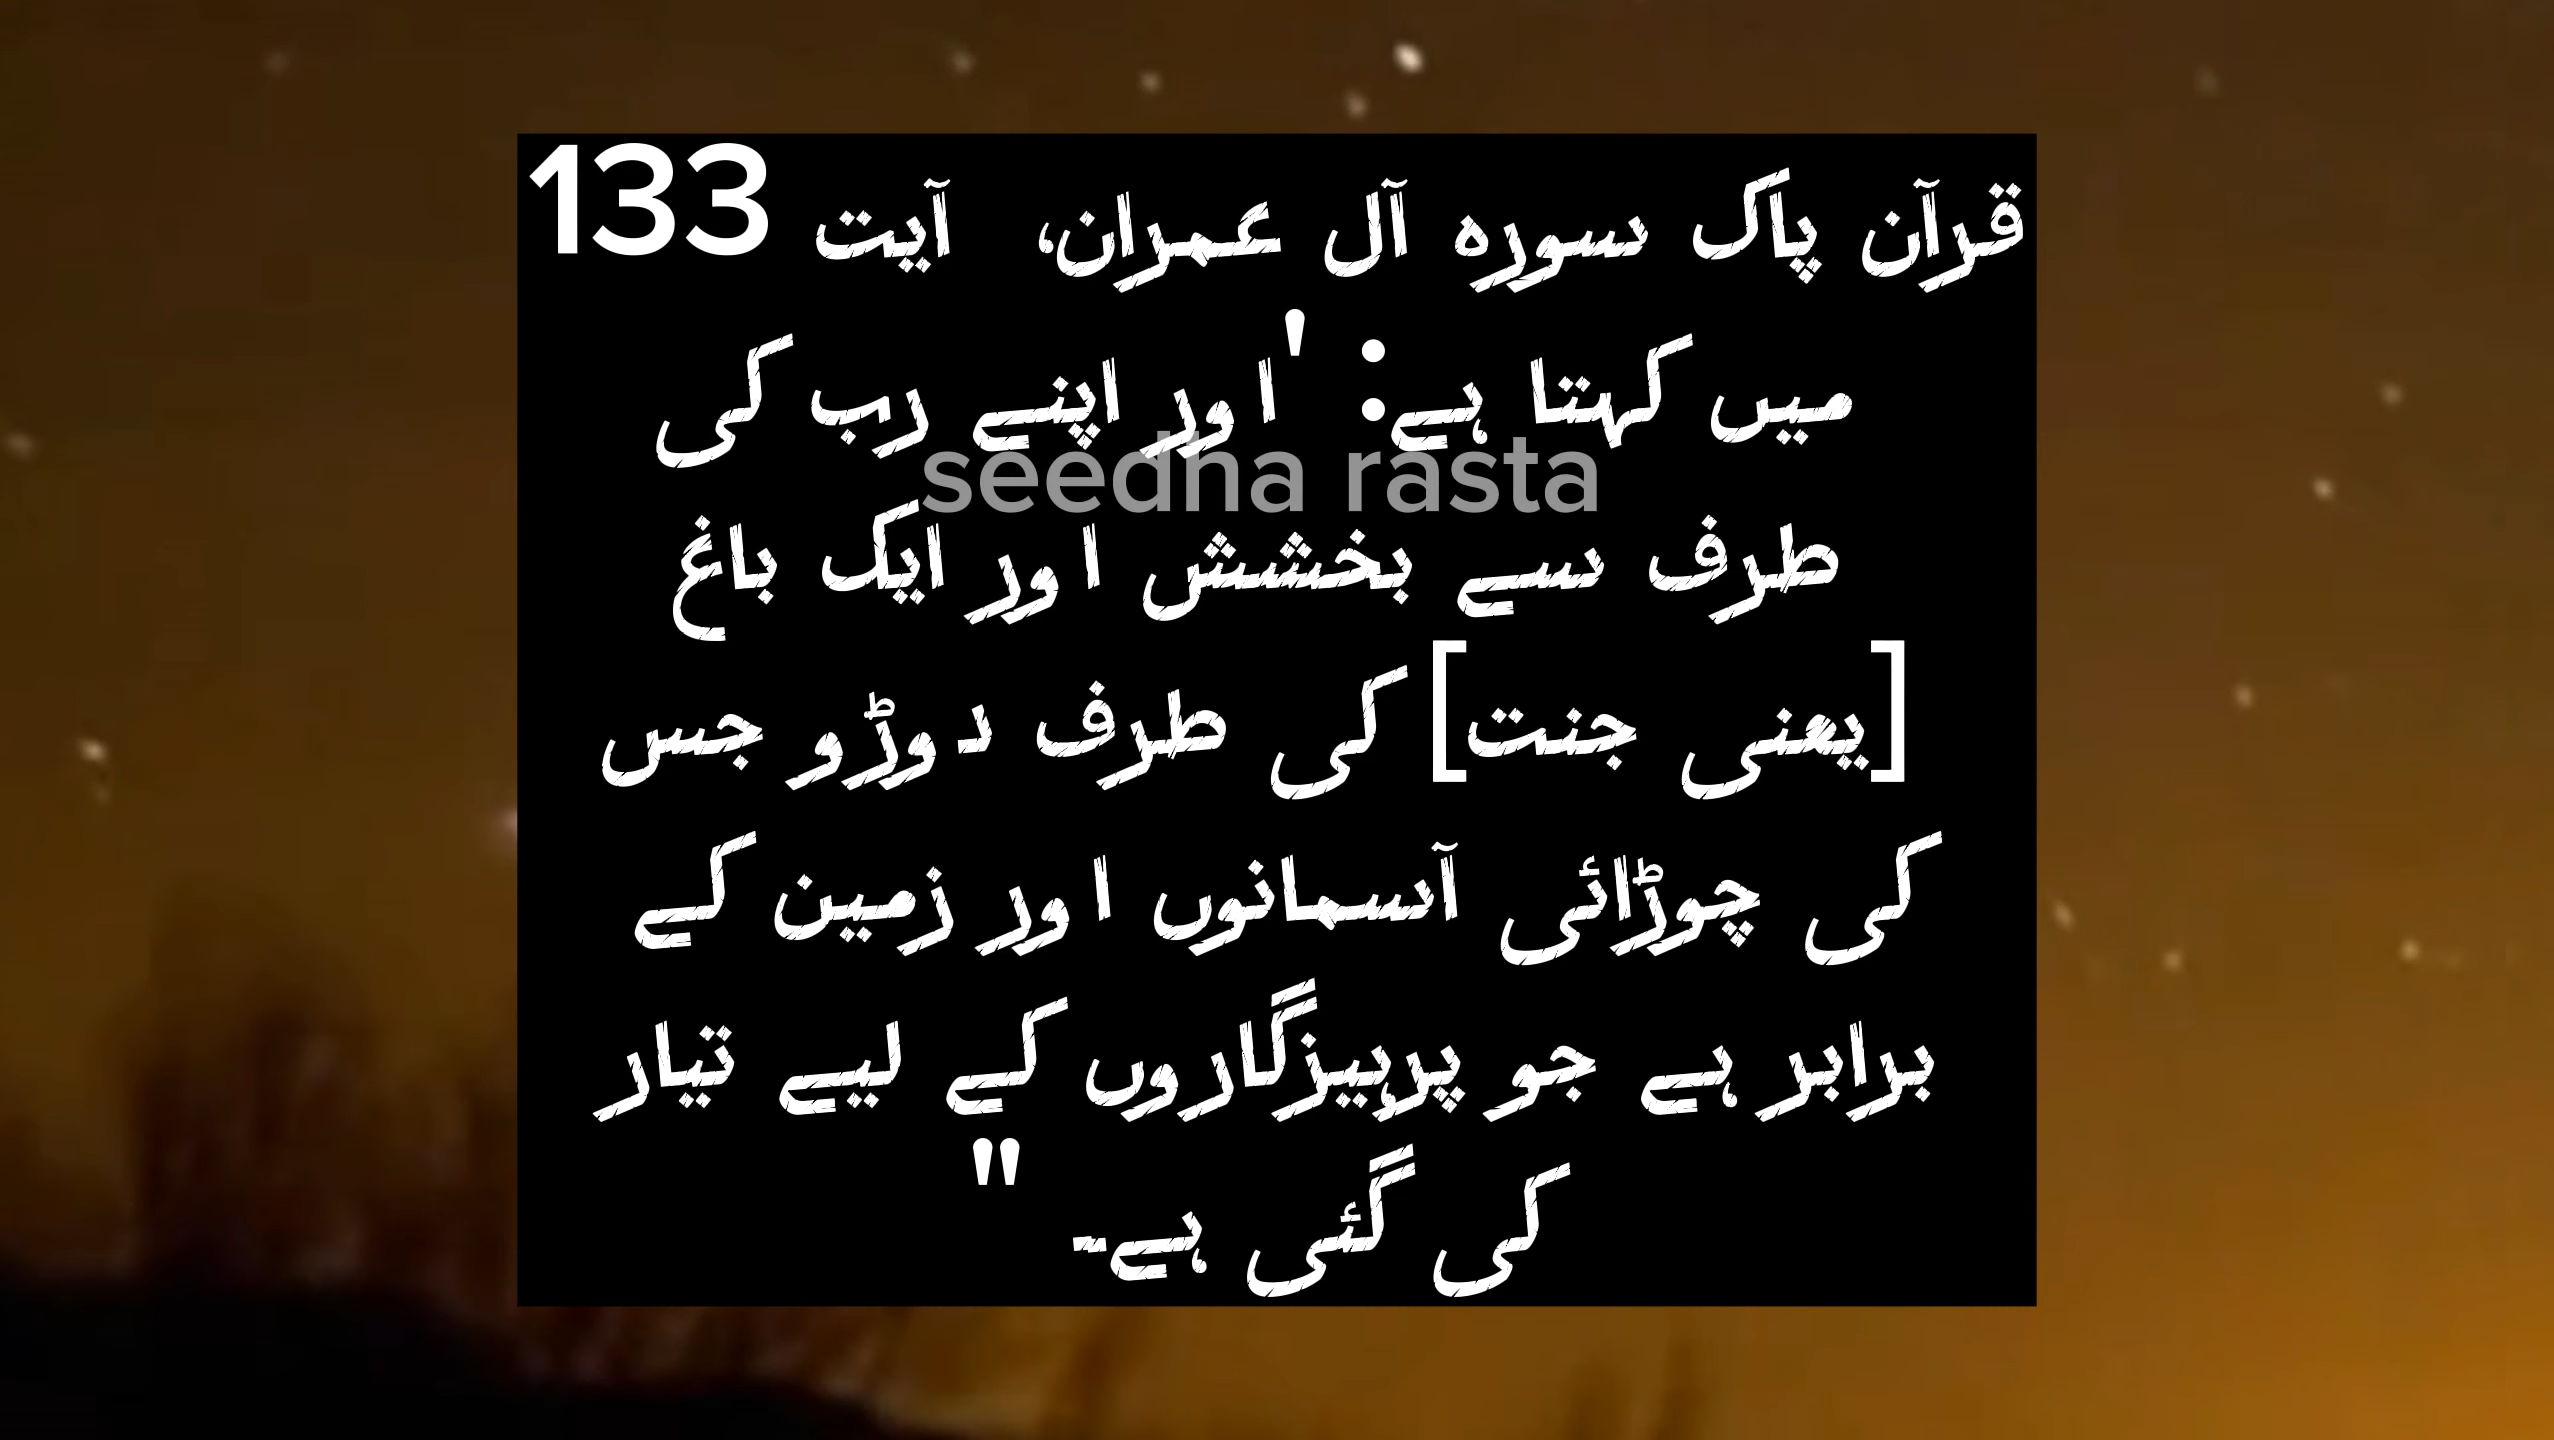 قرآن پاک سورہ آل عمران، آیت 133
میں کہتا ہے: 'اور اپنے رب کی
seedha rasta
طرف سے بخشش اور ایک باغ
[یعنی جنت] کی طرف دوڑو جس
کی چوڑائی آسمانوں اور زمین کے
برابر ہے جو پرہیزگاروں کے لیے تیار
کی گئی ہے۔ "